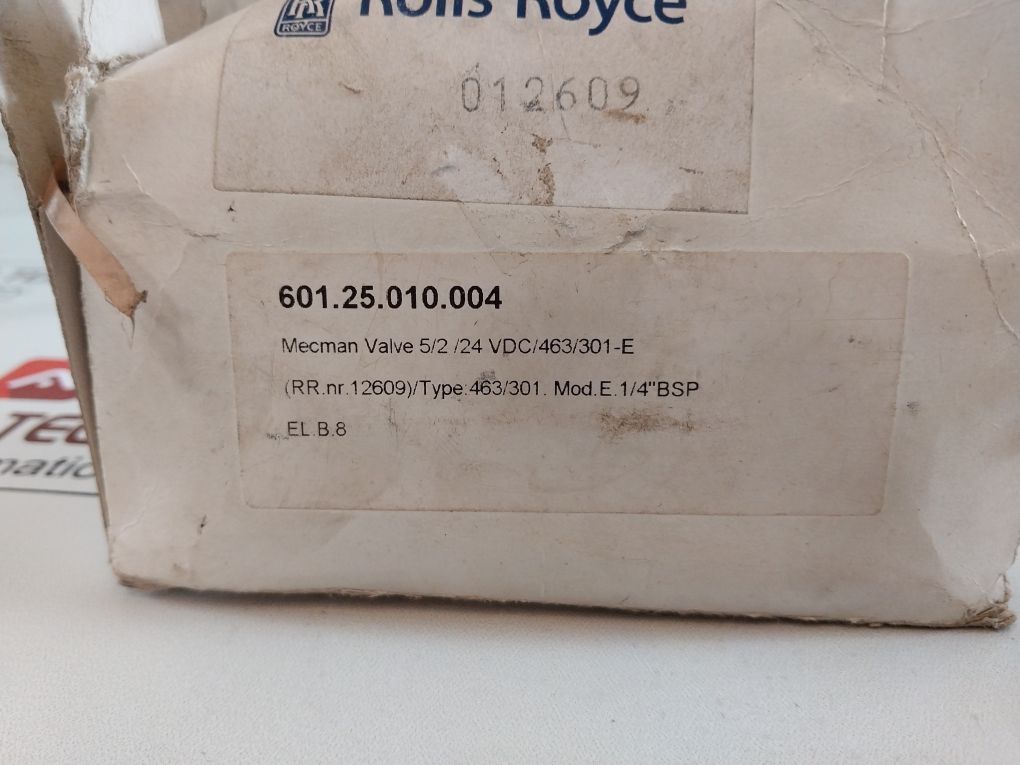 ROYCE
Rolls Royce
012609
601.25.010.004
Mecman Valve 5/2 /24 VDC/463/301-E
(RR.nr.12609)/Type:463/301. Mod.E.1/4"BSP
EL.B.8